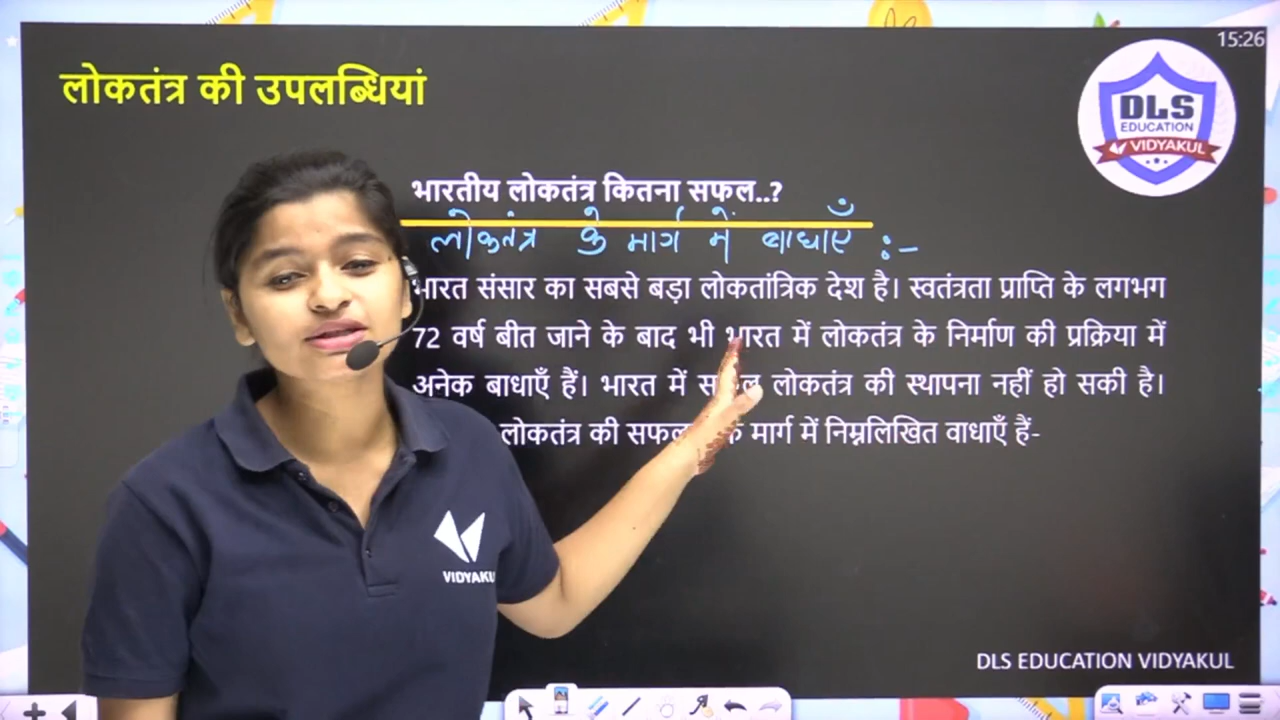 15:26
लोकतंत्र की उपलब्धियां
DLS
EDUCATION
VIDYAKUL
भारतीय लोकतंत्र कितना सफल..?
लोकतंत्र के मार्ग में बाधाएँ :-
भारत संसार का सबसे बड़ा लोकतांत्रिक देश है। स्वतंत्रता प्राप्ति के लगभग
72 वर्ष बीत जाने के बाद भी भारत में लोकतंत्र के निर्माण की प्रक्रिया में
अनेक बाधाएँ हैं। भारत में सफल लोकतंत्र की स्थापना नहीं हो सकी है।
लोकतंत्र की मार्ग में निम्नलिखित वाधाएँ हैं-
VIDYAKUL
DLS EDUCATION VIDYAKUL